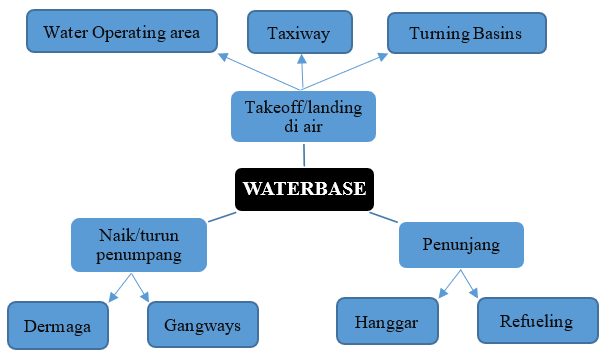 Water Operating area
Taxiway
Turning Basins
Takeoff/landing
di air
WATERBASE
Naik/turun
penumpang
Penunjang
Dermaga
Gangways
Hanggar
Refueling